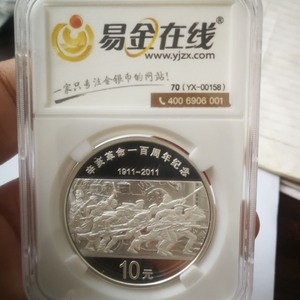 易金在线
www.yjzx.com
一家只专注金银币的网站!
70 (YX-00158)
400 6906 001
辛亥革命一百周年纪念
1911-2011
10元